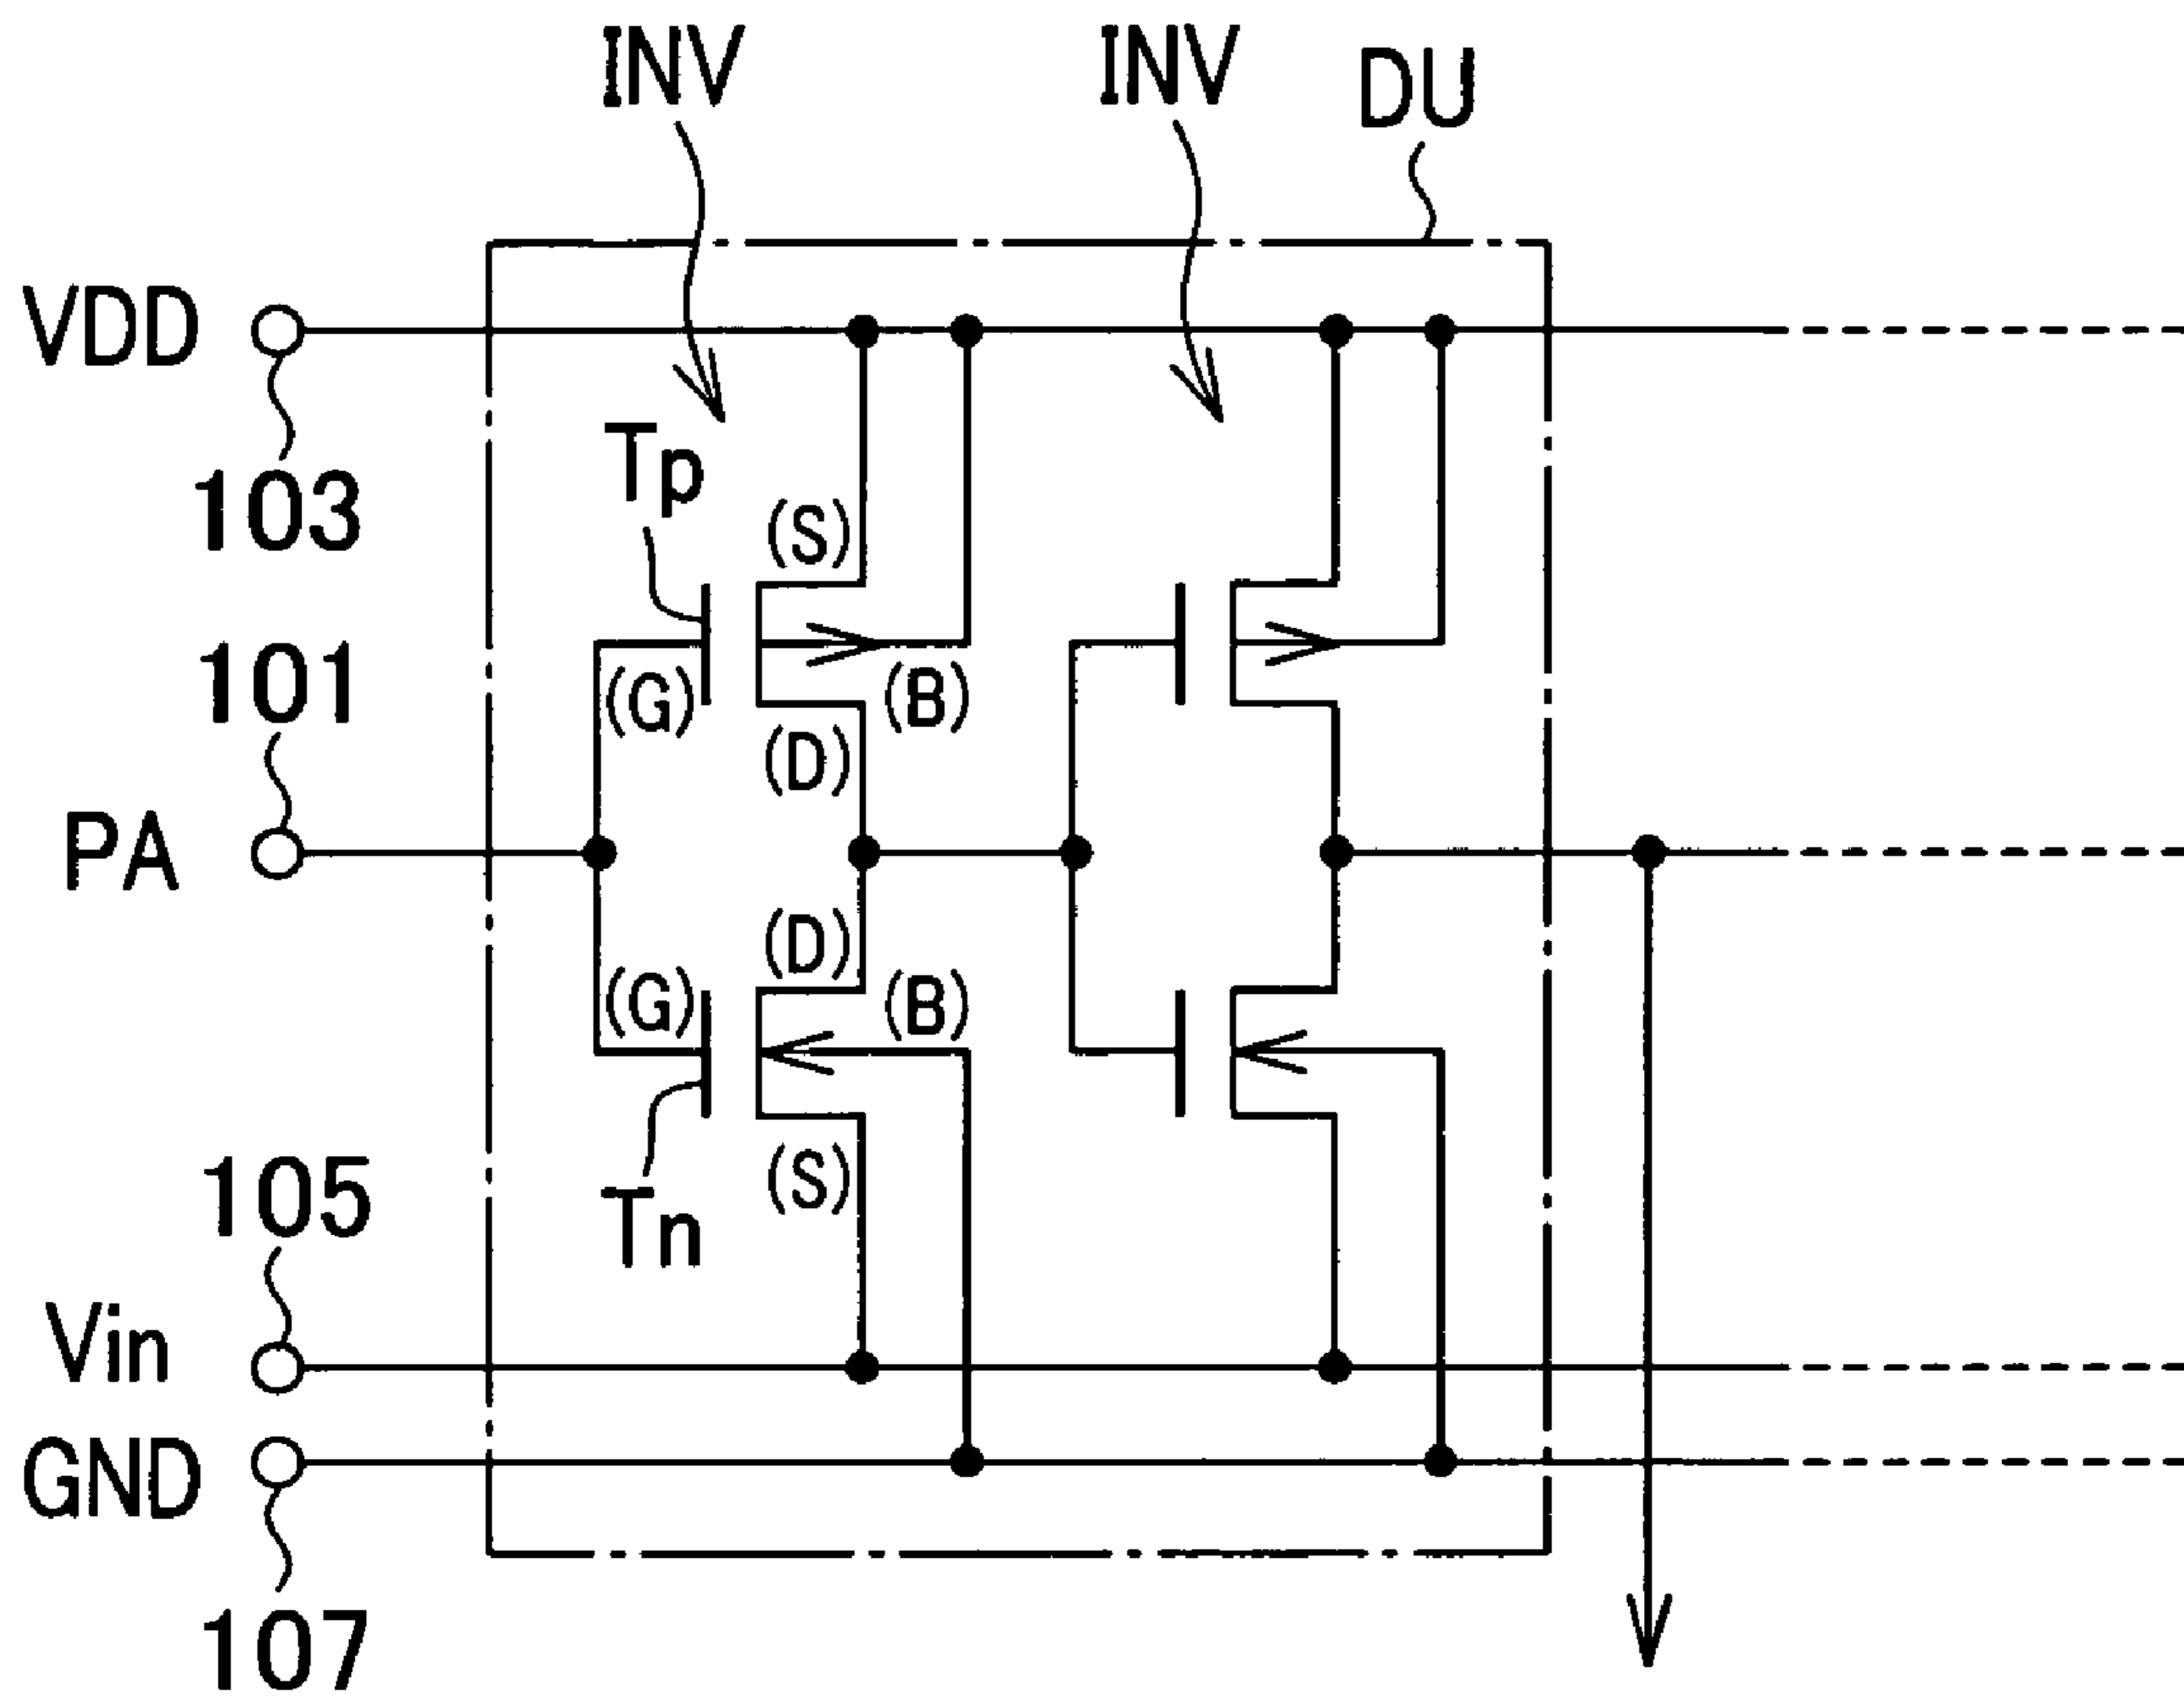 INV
INV
DU
VDD
103
Tp
(S)
101
(G)
(B)
(D)
PA
(D)
(G)
(B)
105
(S)
Tn
Vin
GND
107